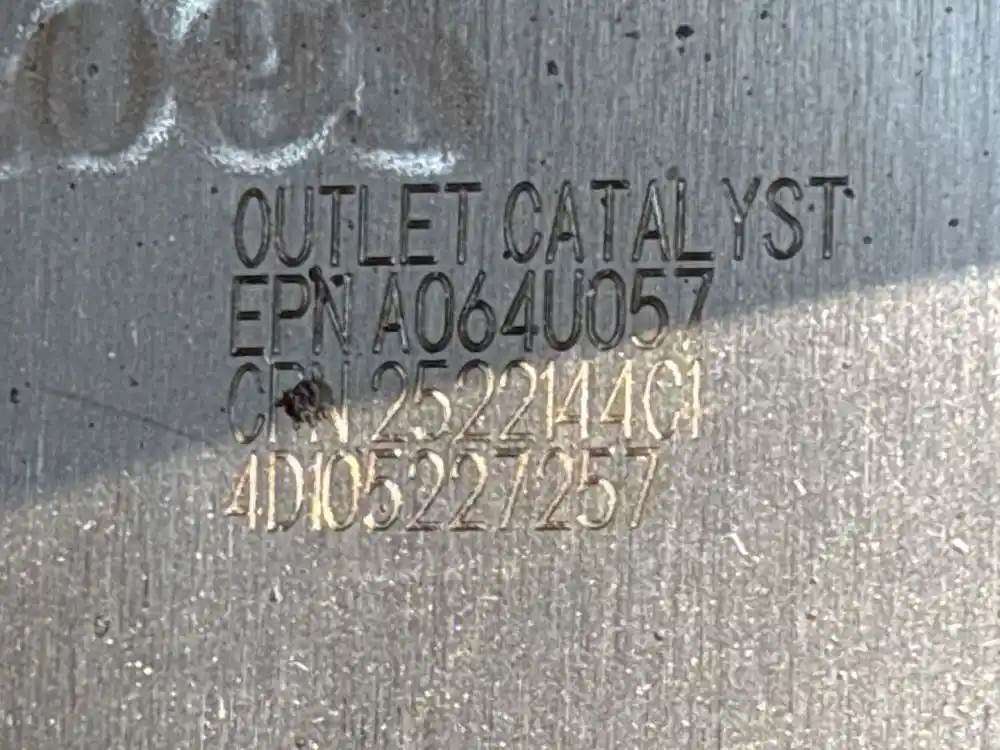 OUTLET CATALYST
EPN A064U057
CPN 2522144C1
4D105227257